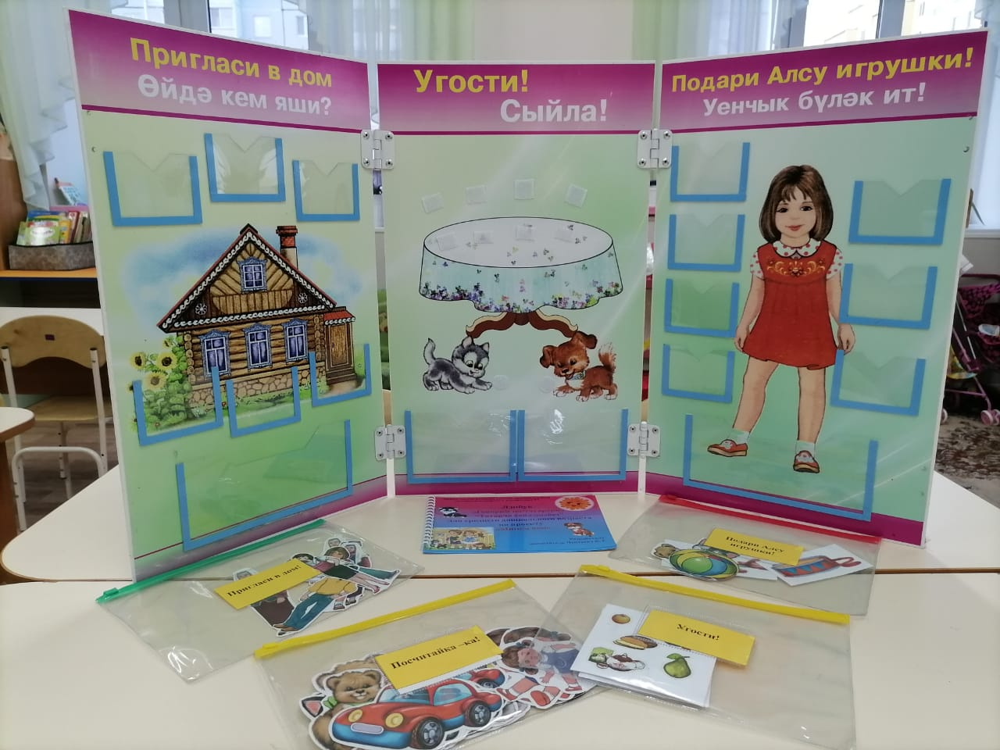 Пригласи в дом
Өйдә кем яши?
Угости!
Сыйла!
Подари Алсу игрушки!
Уенчык бүләк ит!
Лэпбук
Подари Алсу
игрушки!
Пригласи в дом!
Посчитайка –ка!
Угости!